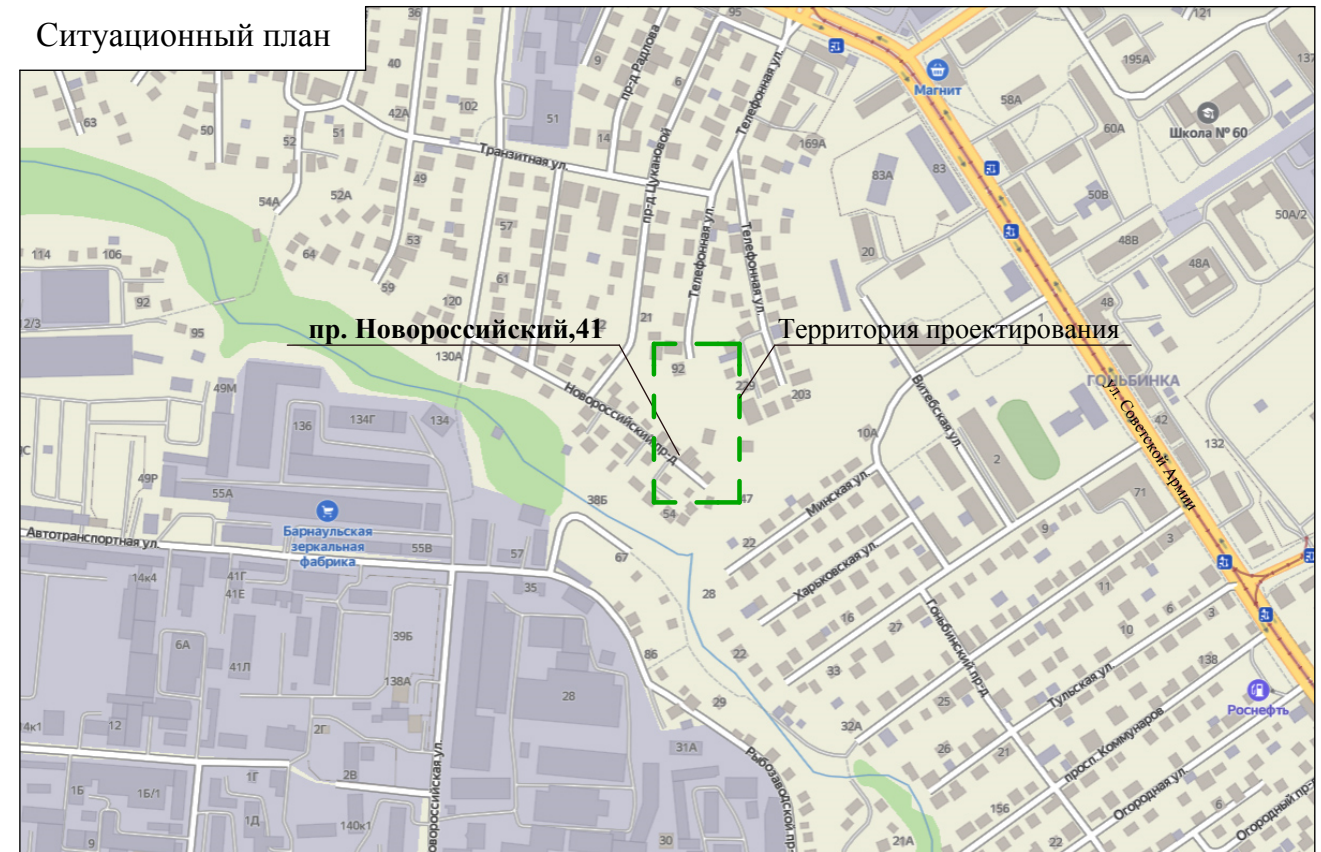 Ситуационный план
36
95
121
40
9
пр-д Радлова
6
Телефонная ул.
Магнит
195А
137
58А
42А
102
51
63
50
52
51
14
60А
Школа № 60
Транзитная ул.
169А
83А
83
49
пр-д Цукановой
54А
52А
50В
50А/2
57
53
Телефонная ул.
Телефонная ул.
20
48В
48А
114
106
64
61
59
120
92
21
48
1
2/3
95
пр. Новороссийский,41
Территория проектирования
130А
92
229
203
ГОНЬБИНКА
49М
Новороссийский пр-д
Витебская ул.
ул. Советской Армии
136
134Г
134
10А
42
132
2
49Р
55А
38Б
54
47
Минская ул.
71
Автотранспортная ул.
Барнаульская
зеркальная
фабрика
55В
57
67
22
9
3
14к4
41Г
41Е
35
28
Харьковская ул.
11
6А
39Б
16
27
Гоньбинский пр-д
6
3
10
41Л
86
22
33
138
138А
28
29
25
Тульская ул.
Роснефть
14к1
12
2Г
32А
31А
26
21
просп. Коммунаров
1Г
2В
Новороссийская ул.
Рыбозаводской пр-
1Б
1Б/1
156
Огородная ул.
6
Огородный пр-д
1Д
140к1
9
30
21А
22